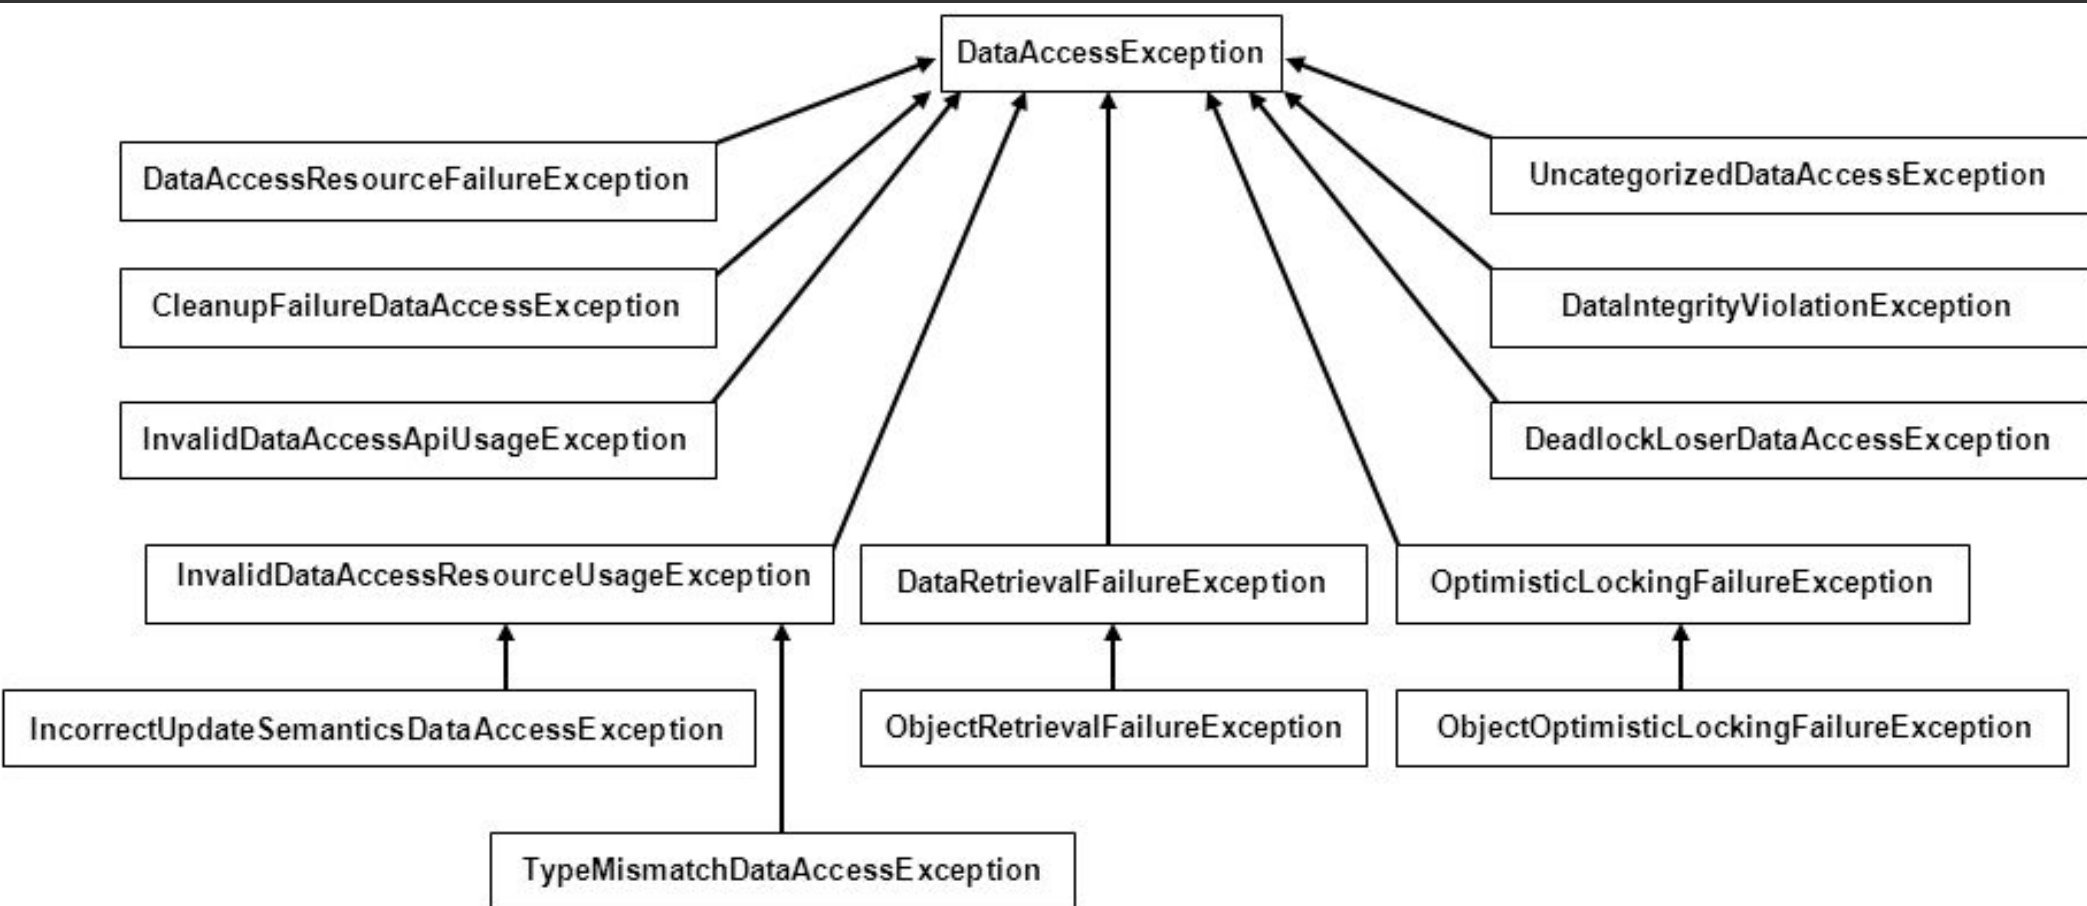 DataAccessException
DataAccessResourceFailureException
UncategorizedDataAccessException
CleanupFailureDataAccessException
DataIntegrityViolationException
InvalidDataAccessApiUsageException
DeadlockLoserDataAccessException
InvalidDataAccessResourceUsageException
DataRetrievalFailureException
OptimisticLockingFailureException
IncorrectUpdateSemanticsDataAccessException
ObjectRetrievalFailureException
ObjectOptimisticLockingFailureException
TypeMismatchDataAccessException